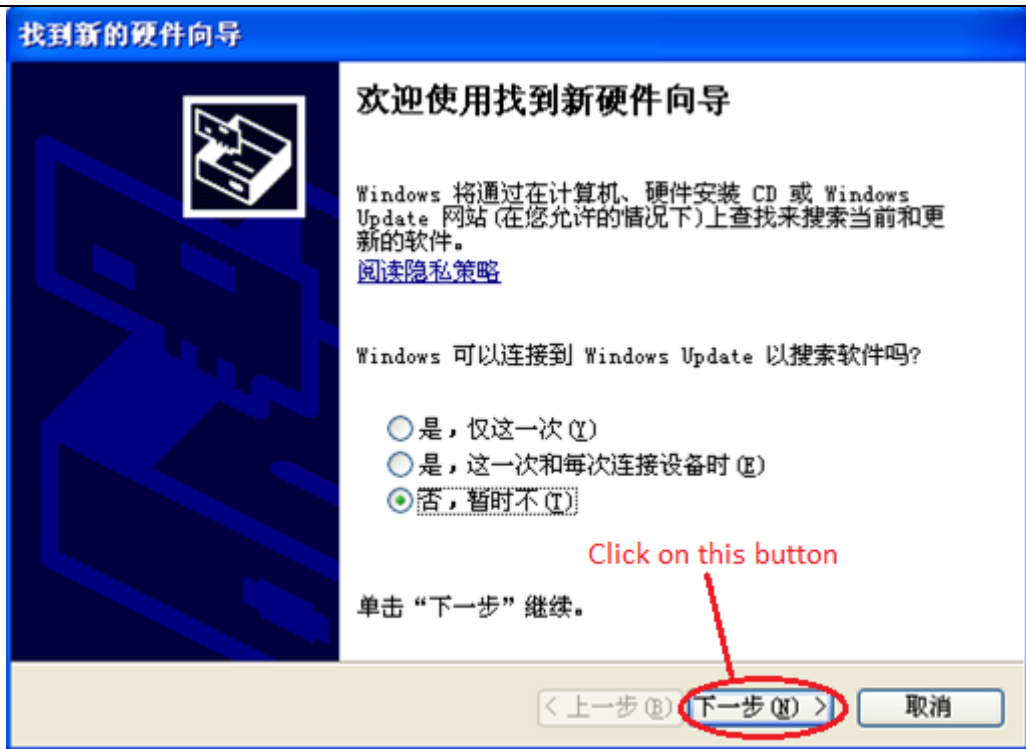 找到新的硬件向导
欢迎使用找到新硬件向导
Windows 将通过在计算机、硬件安装 CD 或 Windows
Update 网站(在您允许的情况下)上查找来搜索当前和更
新的软件。
阅读隐私策略
Windows 可以连接到 Windows Update 以搜索软件吗?
是，仅这一次(Y)
是，这一次和每次连接设备时(E)
否，暂时不(T)
Click on this button
单击“下一步”继续。
< 上一步(B) 下一步(N) > 取消